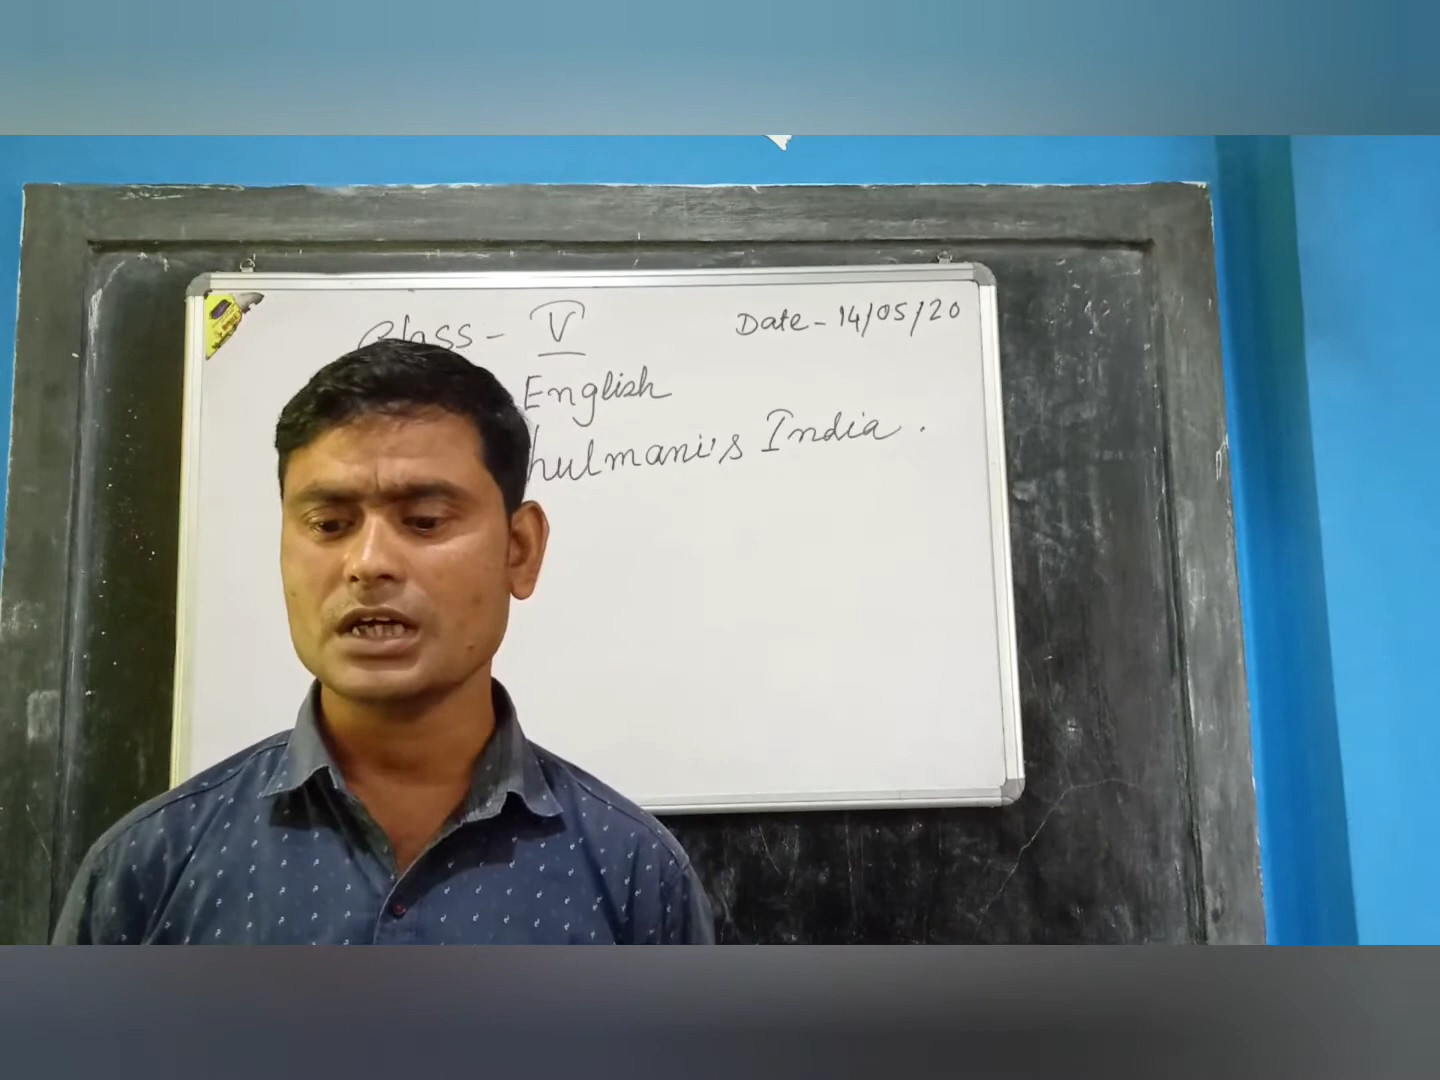 Class - V
Date - 14/05/20
English
hulmani's India .